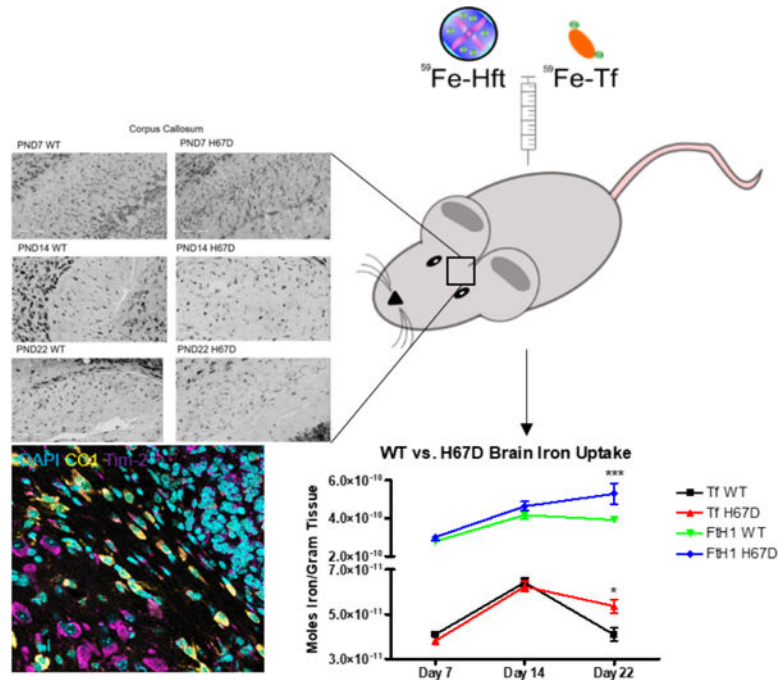 59Fe-Hft
59Fe-Tf
Corpus Callosum
PND7 WT
PND7 H67D
PND14 WT
PND14 H67D
PND22 WT
PND22 H67D
DAPI CC1 Tim-2
WT vs. H67D Brain Iron Uptake
Moles Iron/Gram Tissue
6.0×10-10
4.0×10-10
2.0×10-10
7.0×10-11
5.0×10-11
3.0×10-11
***
*
Day 7
Day 14
Day 22
Tf WT
Tf H67D
FtH1 WT
FtH1 H67D